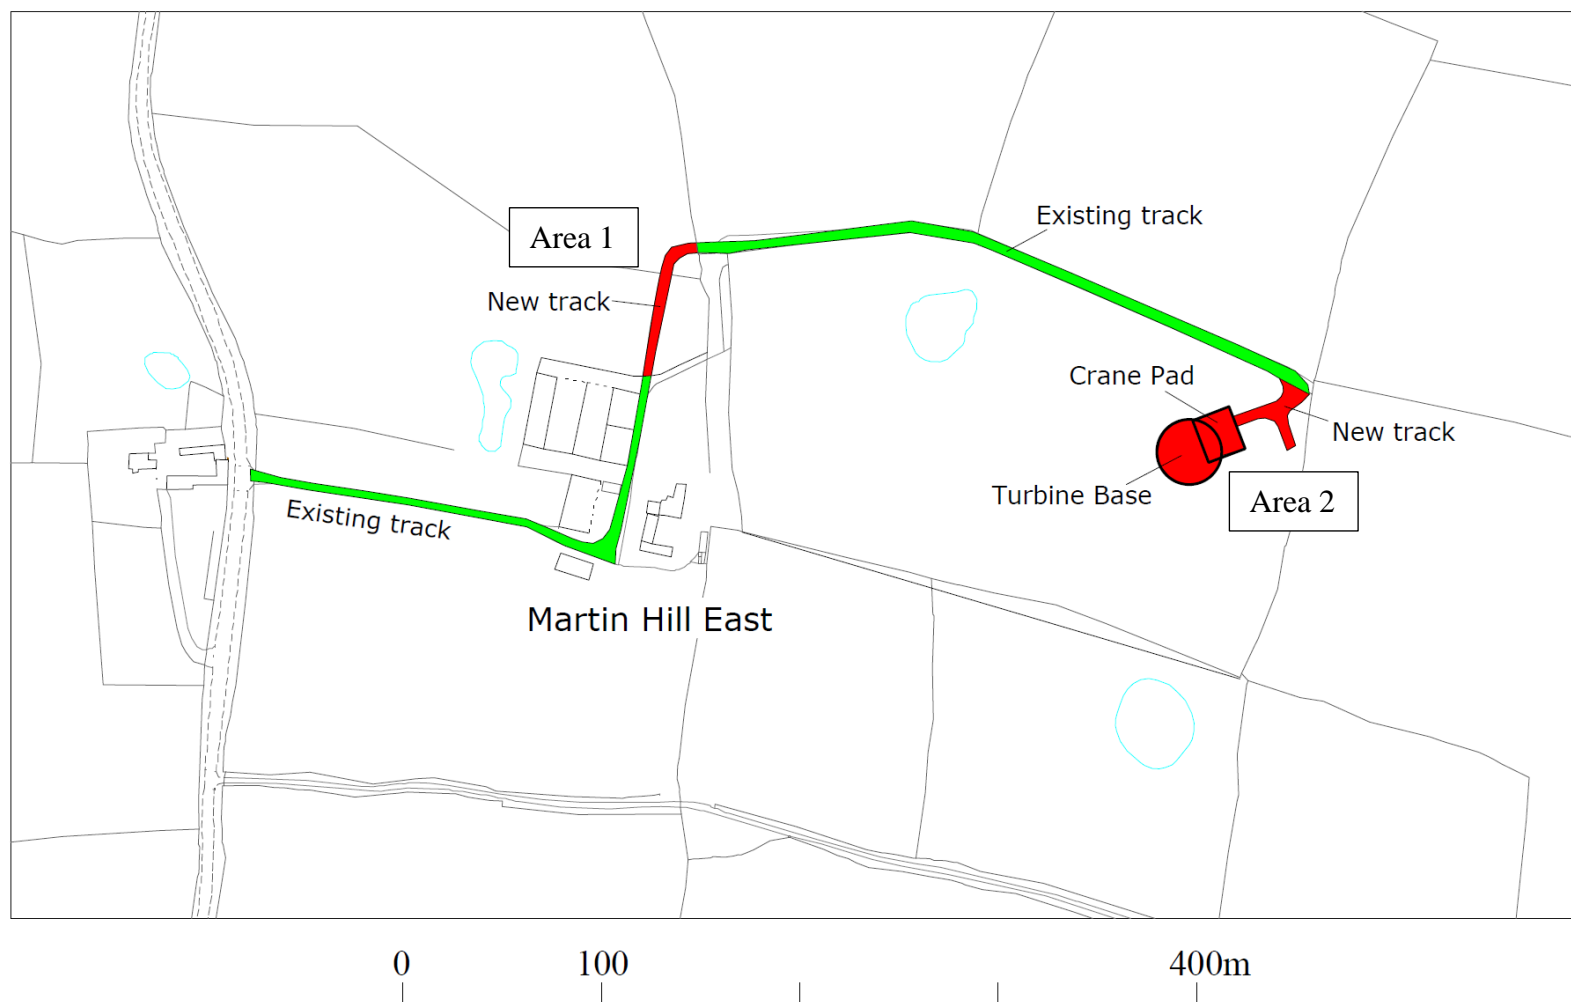 Area 1
Existing track
New track
Crane Pad
New track
Turbine Base
Area 2
Existing track
Martin Hill East
0 100 400m